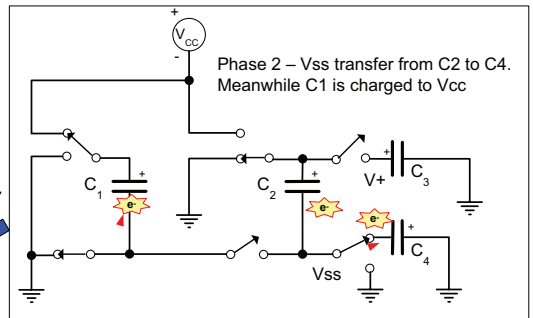 +
VCC
-
Phase 2 – Vss transfer from C2 to C4.
Meanwhile C1 is charged to Vcc
+
C1
e-
+
C2
e-
+
V+
C3
e-
+
C4
Vss